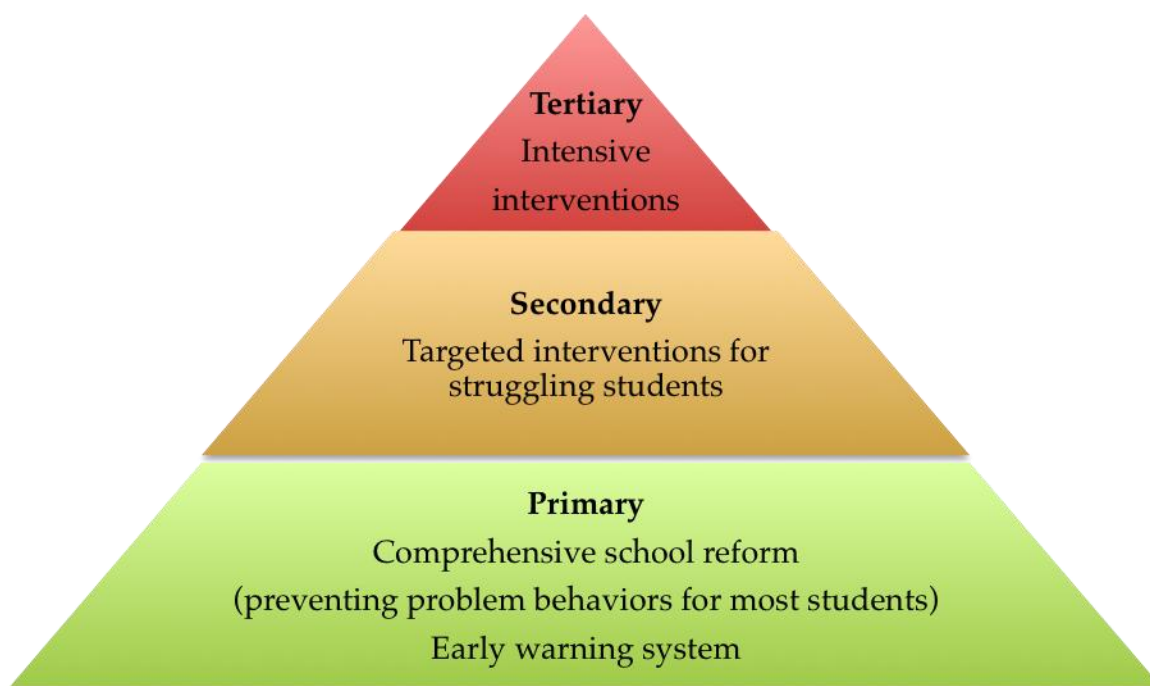 Tertiary
Intensive
interventions
Secondary
Targeted interventions for
struggling students
Primary
Comprehensive school reform
(preventing problem behaviors for most students)
Early warning system